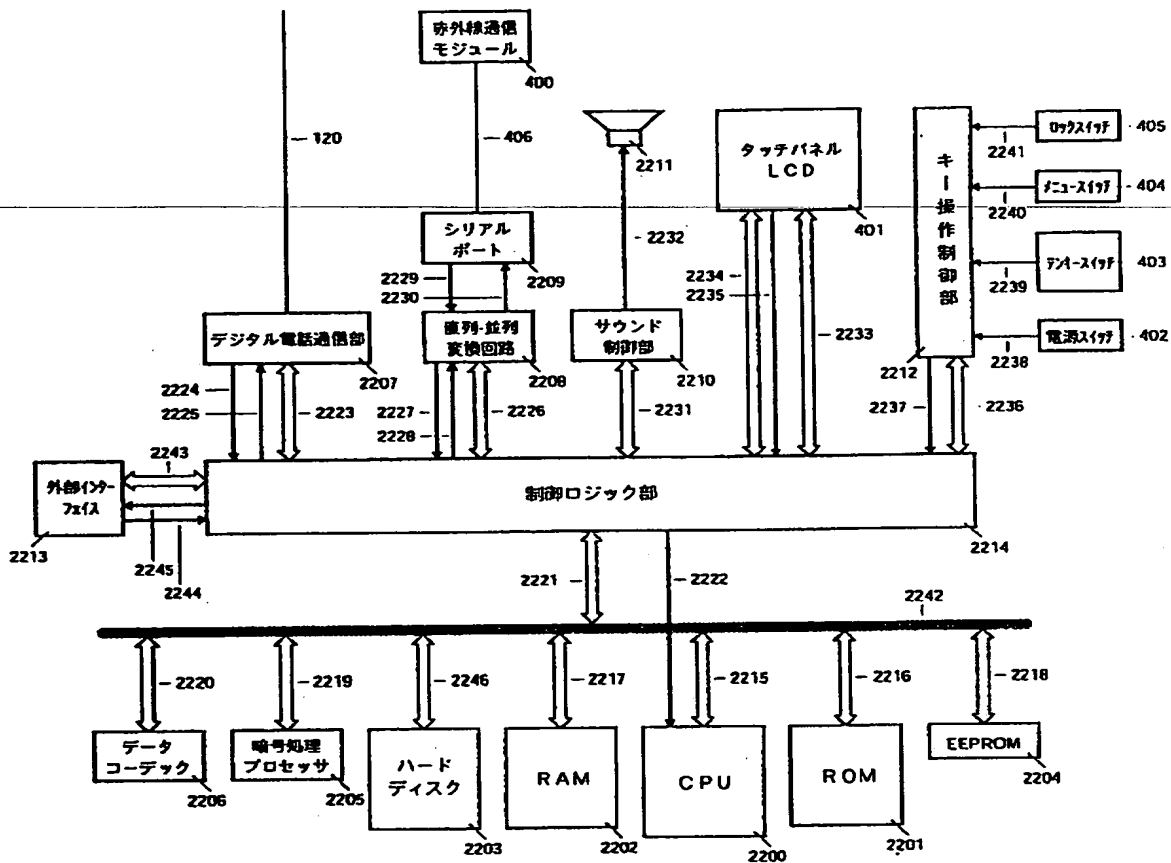 赤外線通信
モジュール
400
120
406
2211
タッチパネル
LCD
401
キー操作制御部
ロックスイッチ
405
2241
メニュースイッチ
404
2240
テンキースイッチ
403
2239
電源スイッチ
402
2238
2212
シリアル
ポート
2209
2229
2230
2232
2234
2235
2233
デジタル電話通信部
2207
直列-並列
変換回路
2208
サウンド
制御部
2210
2224
2225
2223
2227
2228
2226
2231
2237
2236
2243
外部インター
フェイス
2213
2245
2244
制御ロジック部
2214
2221
2222
2242
2220
2219
2246
2217
2215
2216
2218
データ
コーデック
2206
暗号処理
プロセッサ
2205
ハード
ディスク
2203
RAM
2202
CPU
2200
ROM
2201
EEPROM
2204